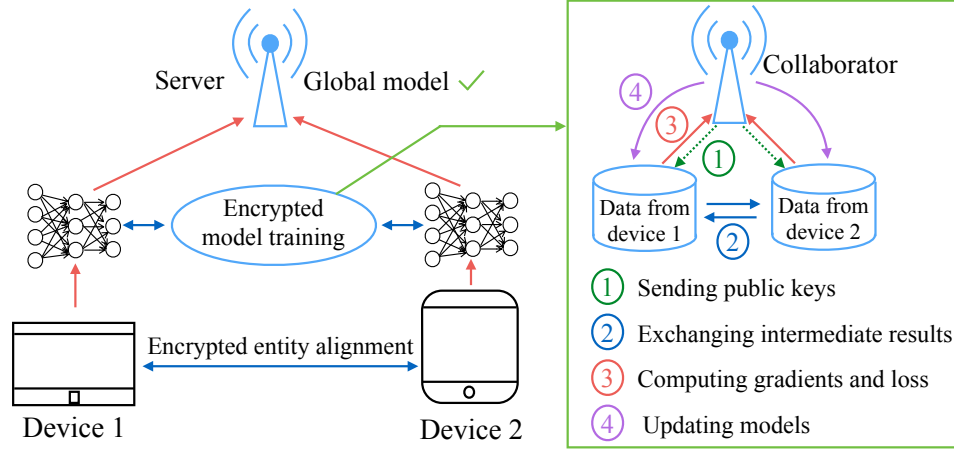 Server
Global model
Encrypted
model training
Encrypted entity alignment
Device 1
Device 2
Collaborator
4
3
1
Data from
device 1
Data from
device 2
2
1 Sending public keys
2 Exchanging intermediate results
3 Computing gradients and loss
4 Updating models